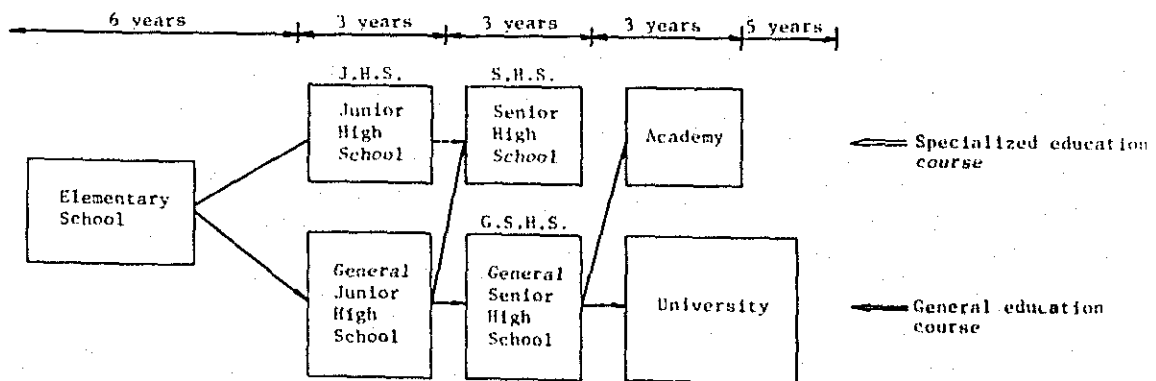 6 years 3 years 3 years 3 years 5 years
J.H.S. S.H.S.
Junior
High
School
Senior
High
School
Academy
Specialized education
course
Elementary
School
G.S.H.S.
General
Junior
High
School
General
Senior
High
School
University
General education
course